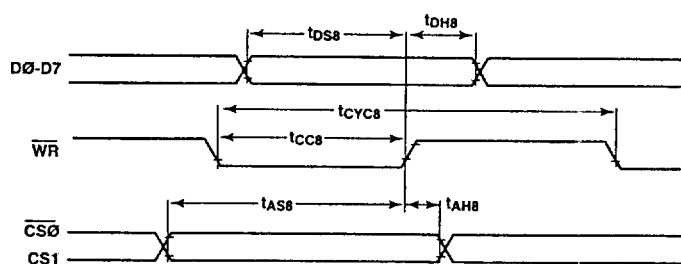 tDS8
tDH8
DØ-D7
tCYC8
tCC8
WR
tAS8
tAH8
CSØ
CS1